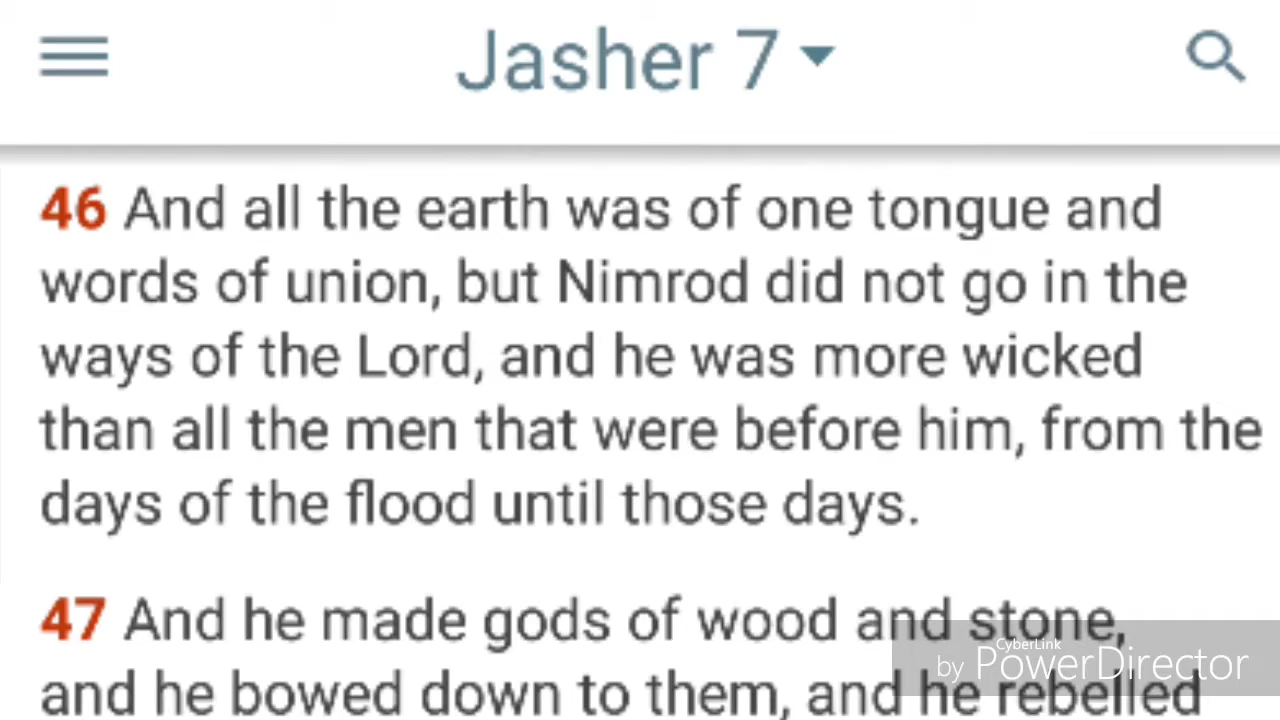 Jasher 7
46 And all the earth was of one tongue and
words of union, but Nimrod did not go in the
ways of the Lord, and he was more wicked
than all the men that were before him, from the
days of the flood until those days.
47 And he made gods of wood and stone,
and he bowed down to them, and he rebelled
CyberLink
by PowerDirector